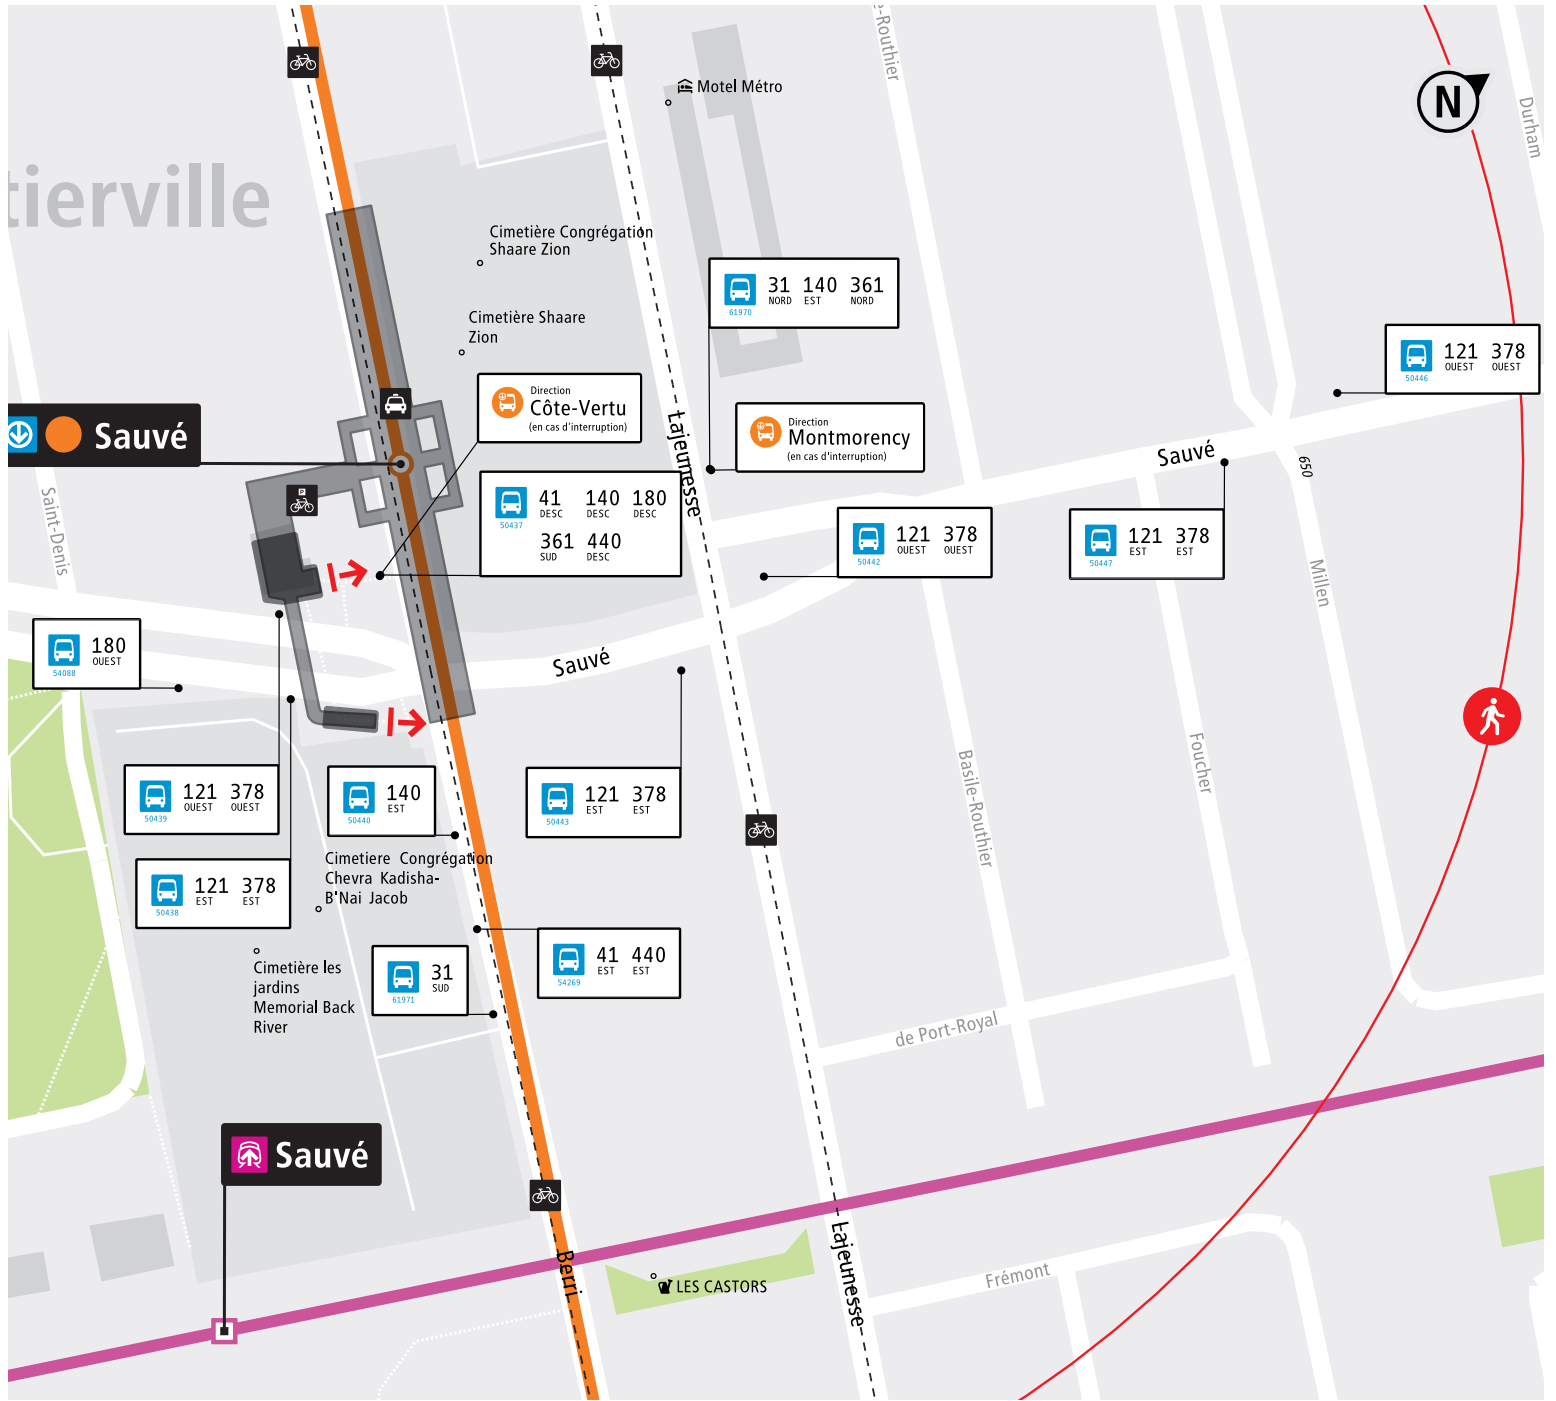 e-Routhier
Motel Métro
N
Durham
tierville
Cimetière Congrégation
Shaare Zion
31 140 361
NORD EST NORD
61970
Cimetière Shaare
Zion
121 378
OUEST OUEST
50446
Direction
Côte-Vertu
(en cas d'interruption)
Direction
Montmorency
(en cas d'interruption)
Lajeunesse
Sauvé
Sauvé
650
Saint-Denis
P
41 140 180
DESC DESC DESC
50437
361 440
SUD DESC
121 378
OUEST OUEST
50442
121 378
EST EST
50447
Millen
180
OUEST
54088
Sauvé
Foucher
Basile-Routhier
121 378
OUEST OUEST
50439
140
EST
50440
121 378
EST EST
50443
Cimetiere Congrégation
Chevra Kadisha-
B'Nai Jacob
121 378
EST EST
50438
41 440
EST EST
54269
Cimetière les
jardins
Memorial Back
River
31
SUD
61971
de Port-Royal
Sauvé
Berri
Lajeunesse
LES CASTORS
Frémont